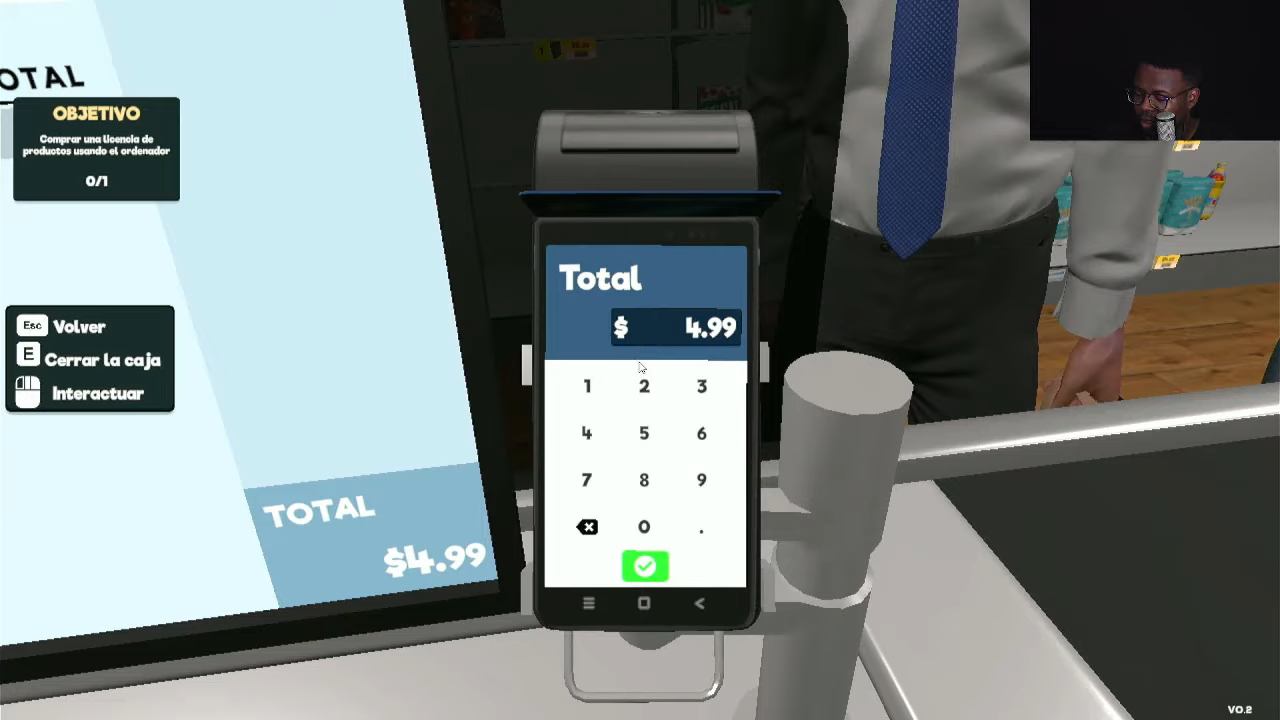 OTAL
OBJETIVO
Comprar una licencia de
productos usando el ordenador
0/1
Esc Volver
E Cerrar la caja
Interactuar
TOTAL
$4.99
Total
$ 4.99
1 2 3
4 5 6
7 8 9
0 .
V0.2